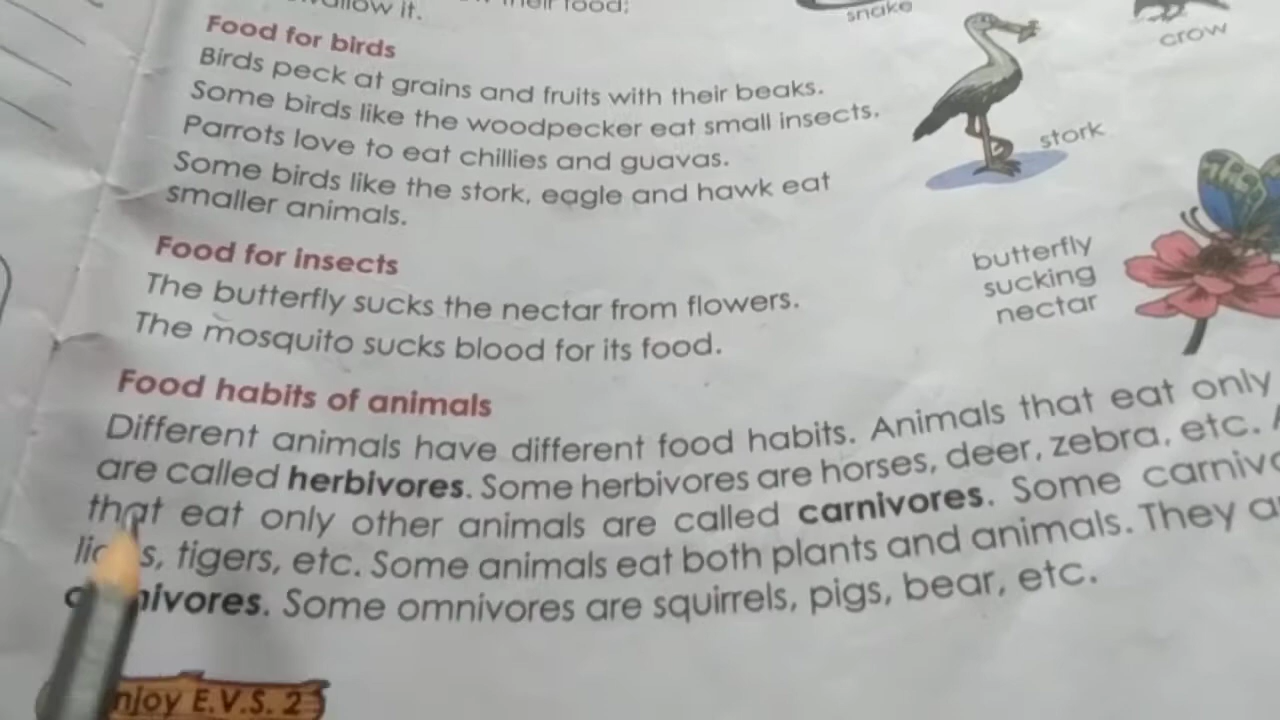 allow it.
their food;
snake
crow
Food for birds
Birds peck at grains and fruits with their beaks.
Some birds like the woodpecker eat small insects.
Parrots love to eat chillies and guavas.
Some birds like the stork, eagle and hawk eat
smaller animals.
stork
Food for insects
The butterfly sucks the nectar from flowers.
The mosquito sucks blood for its food.
butterfly
sucking
nectar
Food habits of animals
Different animals have different food habits. Animals that eat only
are called herbivores. Some herbivores are horses, deer, zebra, etc.
that eat only other animals are called carnivores. Some
tigers, etc. Some animals eat both plants and animals. They
Some omnivores are squirrels, pigs, bear, etc.
njoy E.V.S. 2